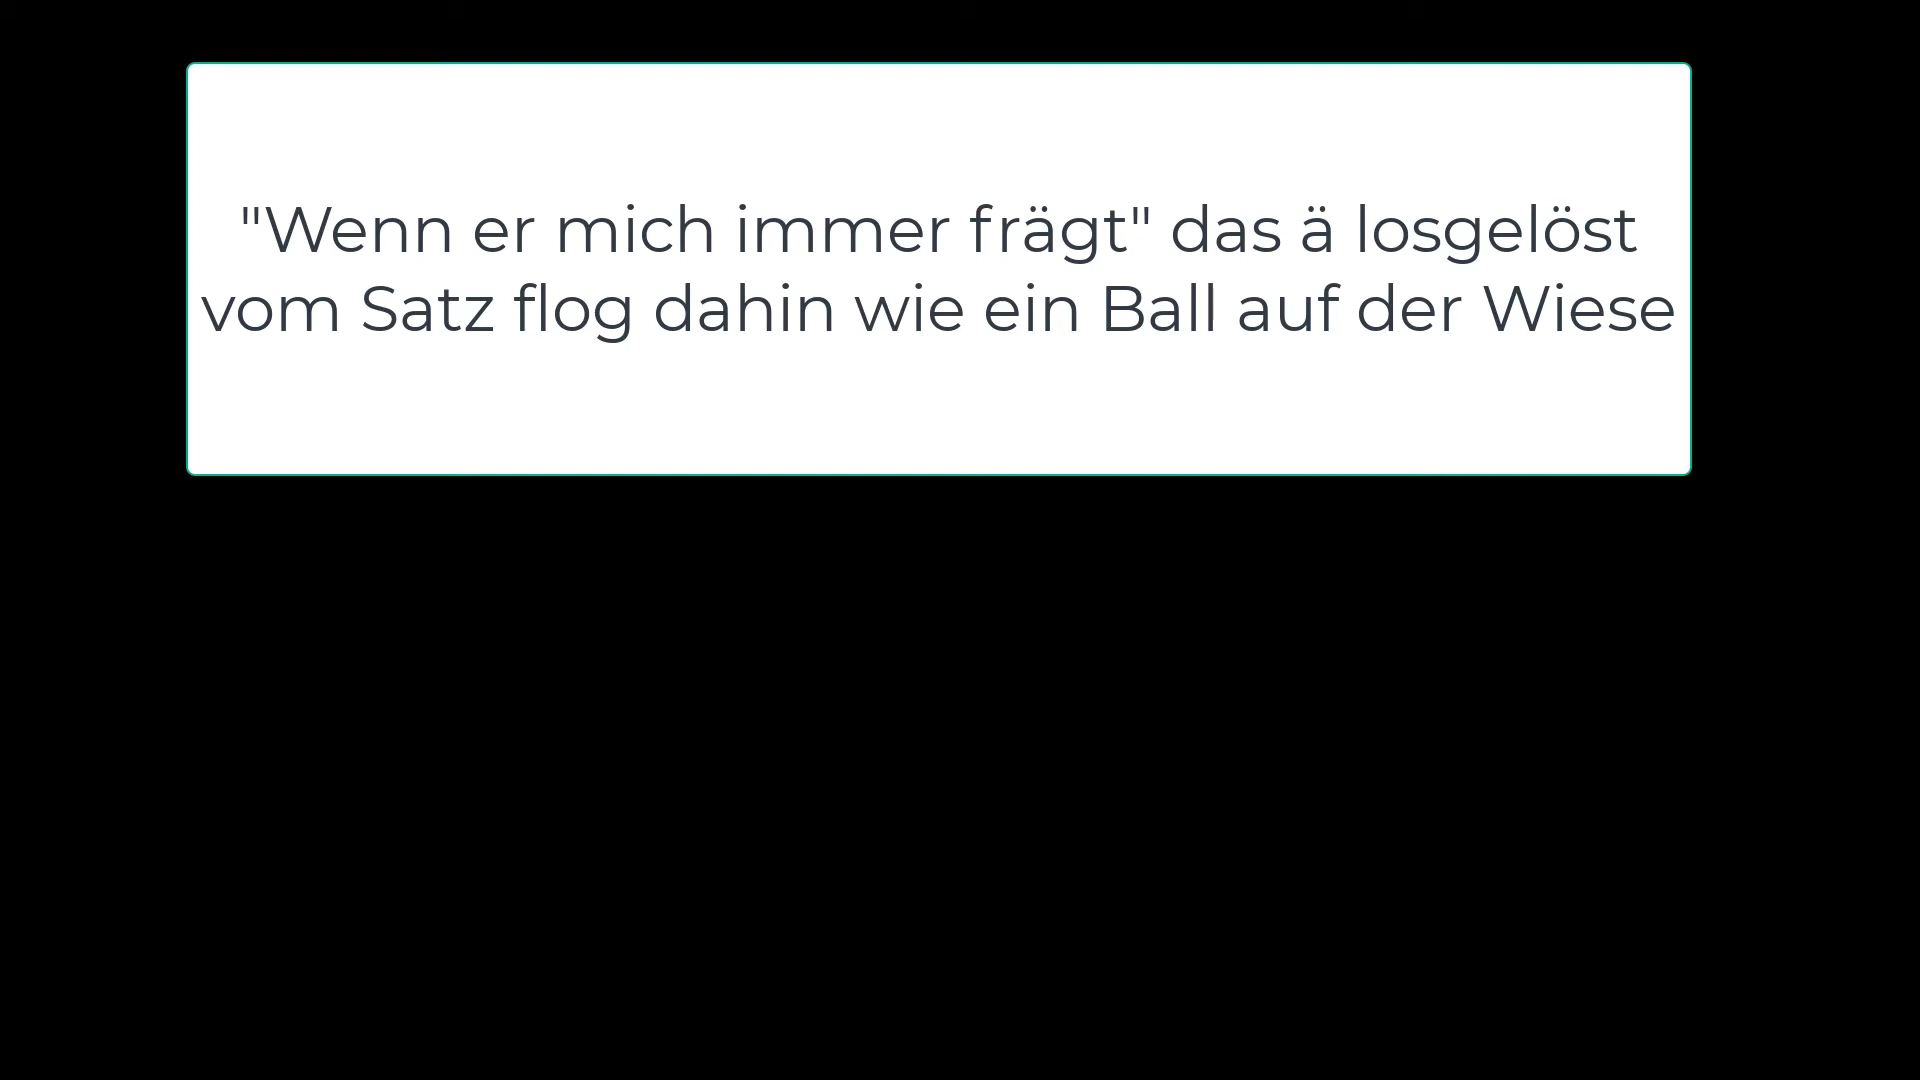 "Wenn er mich immer frägt" das ä losgelöst
vom Satz flog dahin wie ein Ball auf der Wiese